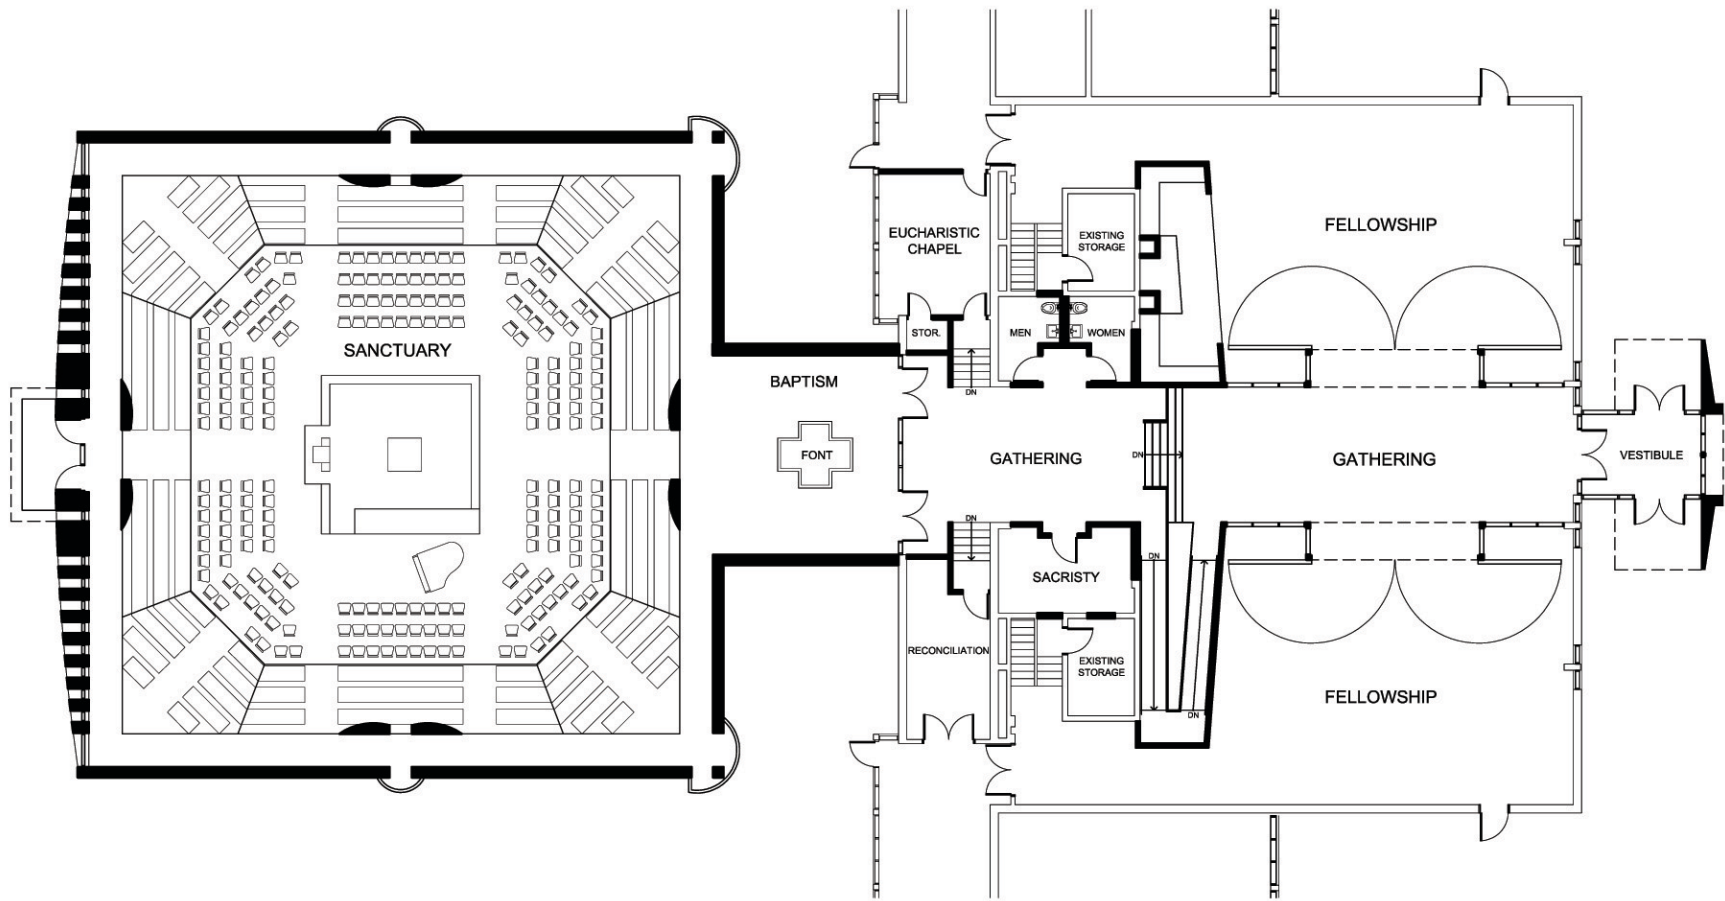 FELLOWSHIP
EUCHARISTIC
CHAPEL
EXISTING
STORAGE
STOR.
MEN
WOMEN
SANCTUARY
BAPTISM
DN
FONT
GATHERING
DN
GATHERING
VESTIBULE
DN
SACRISTY
DN
RECONCILIATION
EXISTING
STORAGE
FELLOWSHIP
DN